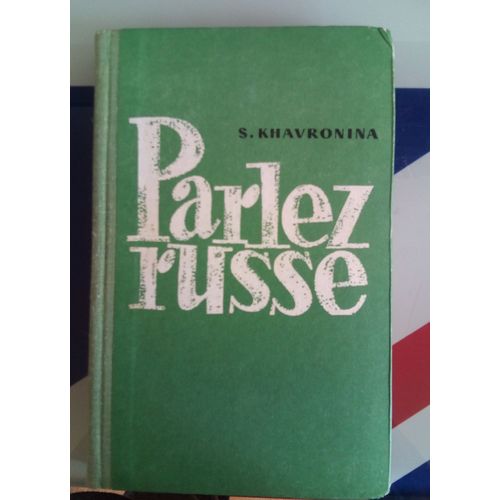 S. KHAVRONINA
Parlez
russe